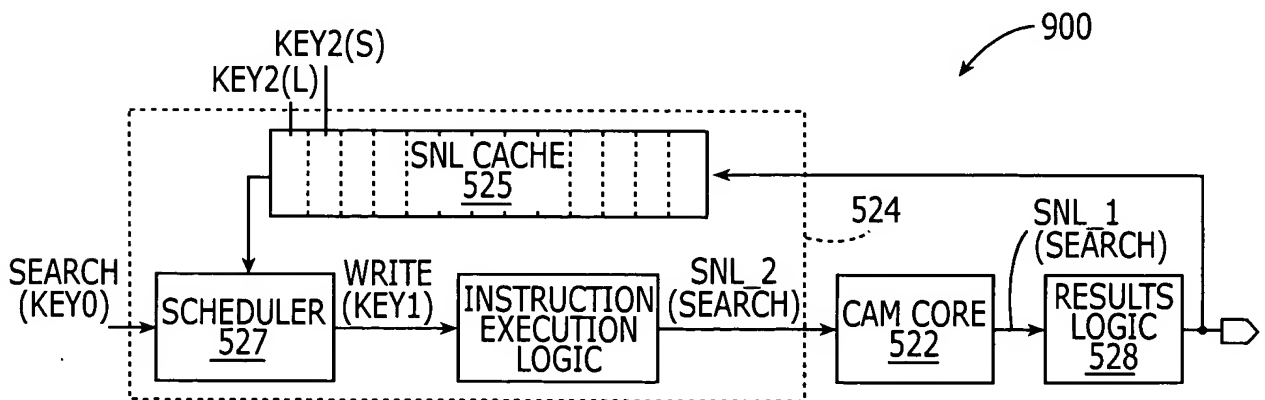 900
KEY2(S)
KEY2(L)
SNL CACHE
525
524
SNL_1
(SEARCH)
SEARCH
(KEY0)
SCHEDULER
527
WRITE
(KEY1)
INSTRUCTION
EXECUTION
LOGIC
SNL_2
(SEARCH)
CAM CORE
522
RESULTS
LOGIC
528